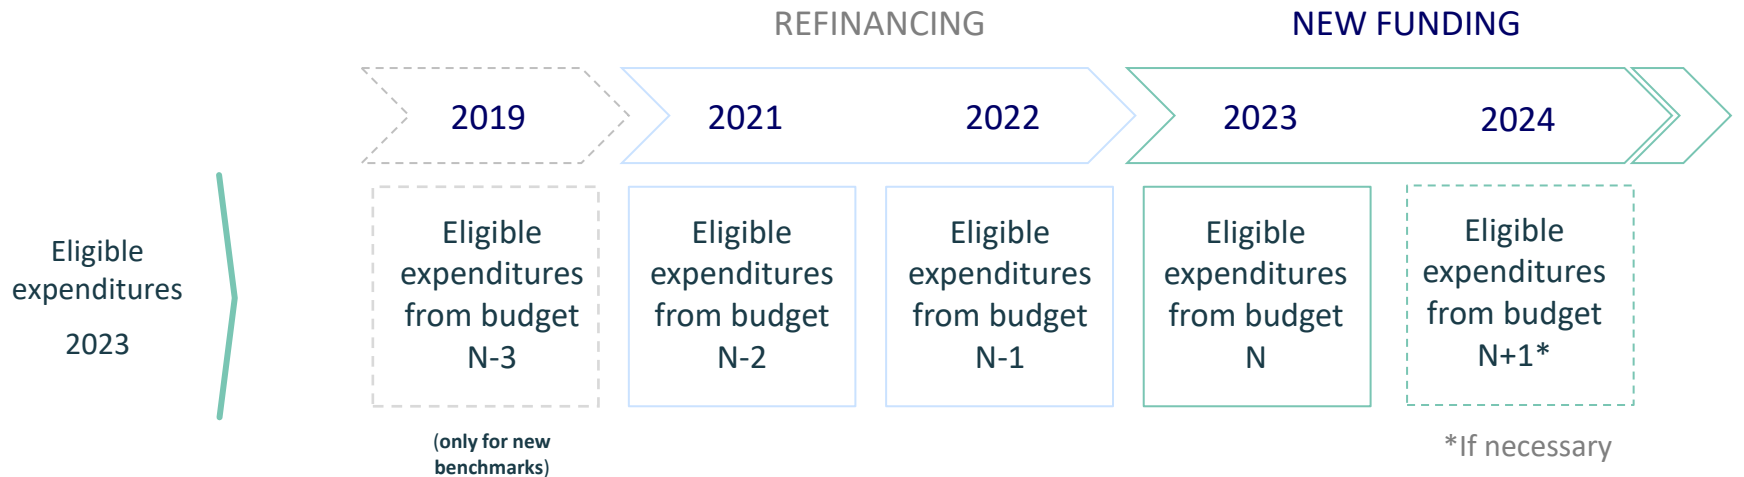 REFINANCING
NEW FUNDING
2019
2021
2022
2023
2024
Eligible
expenditures
2023
Eligible
expenditures
from budget
N-3
Eligible
expenditures
from budget
N-2
Eligible
expenditures
from budget
N-1
Eligible
expenditures
from budget
N
Eligible
expenditures
from budget
N+1*
(only for new
benchmarks)
*If necessary